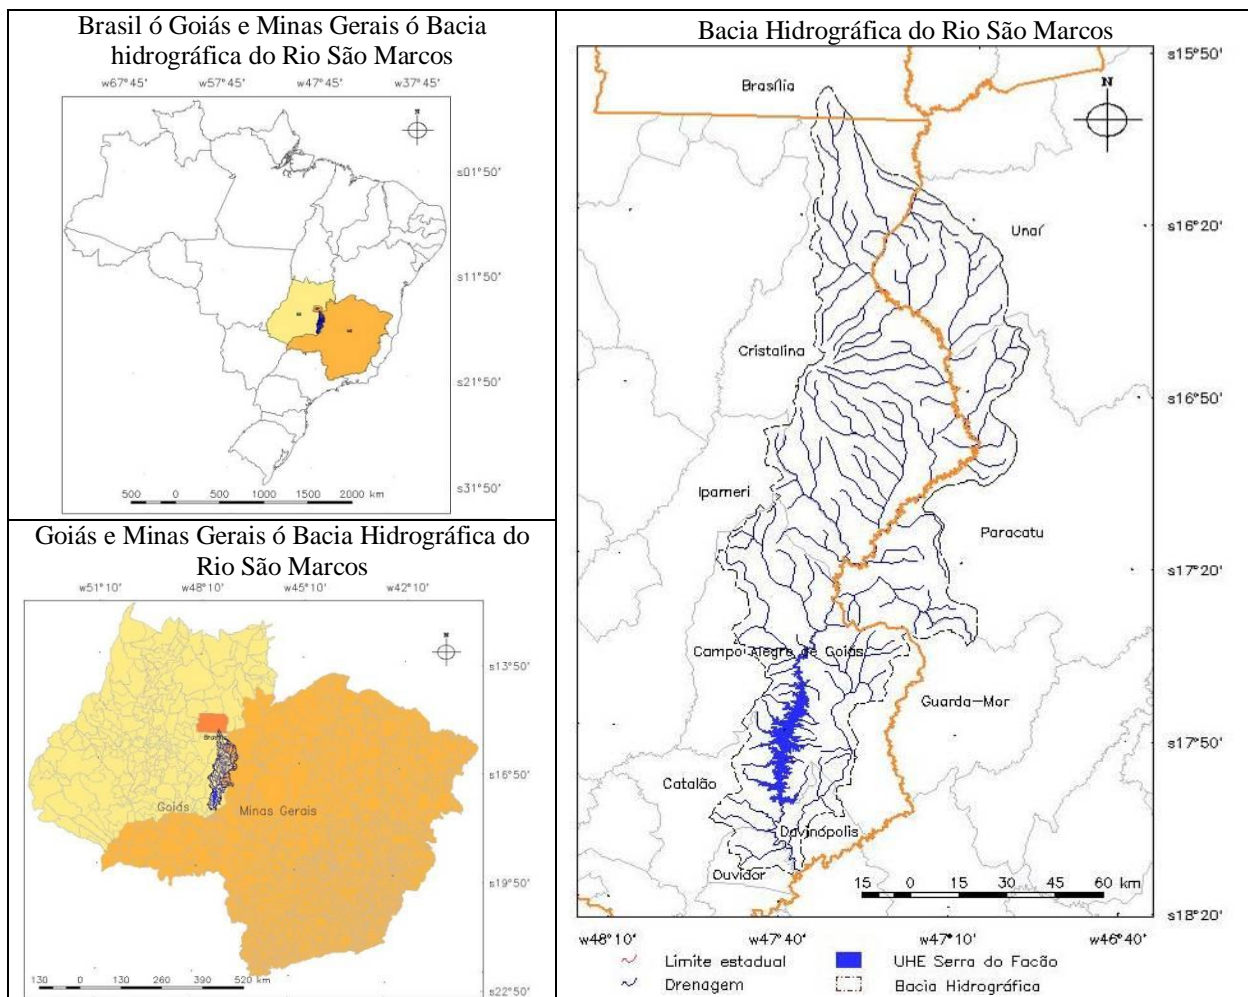 Brasil ó Goiás e Minas Gerais ó Bacia
hidrográfica do Rio São Marcos
w67°45' w57°45' w47°45' w37°45'
N
s01°50'
s11°50'
s21°50'
s31°50'
500 0 500 1000 1500 2000 km
Goiás e Minas Gerais ó Bacia Hidrográfica do
Rio São Marcos
w51°10' w48°10' w45°10' w42°10'
N
s13°50'
s16°50'
s19°50'
s22°50'
Goiás
Minas Gerais
130 0 130 260 390 520 km
Bacia Hidrográfica do Rio São Marcos
s15°50'
Brasília
N
Unaí
s16°20'
Cristalina
s16°50'
Ipameri
Paracatu
s17°20'
Campo Alegre de Goiás
Guarda-Mor
s17°50'
Catalão
Davinópolis
Ouvidor
15 0 15 30 45 60 km
s18°20'
w48°10' w47°40' w47°10' w46°40'
Limite estadual
UHE Serra do Facão
Drenagem
Bacia Hidrográfica